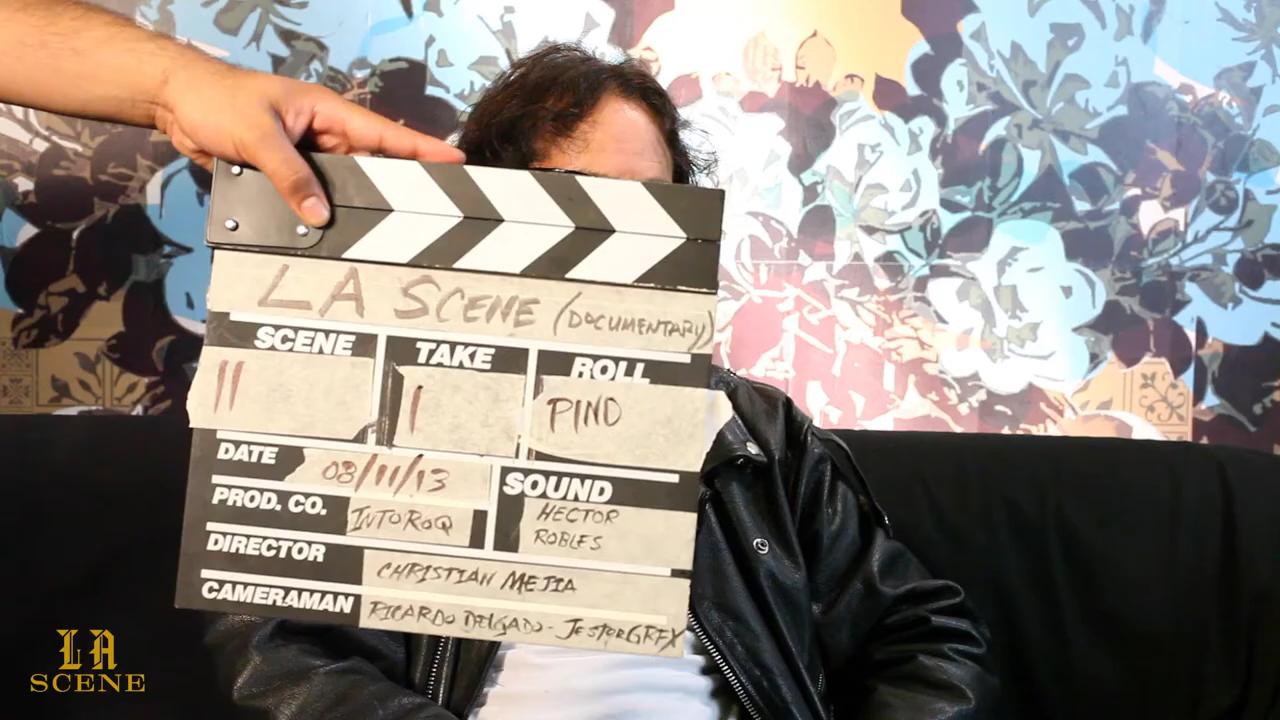 LA SCENE (DOCUMENTARY)
SCENE TAKE ROLL
11 1 PINO
DATE 08/11/13
SOUND
PROD. CO. INTOROQ
HECTOR
ROBLES
DIRECTOR CHRISTIAN MEJIA
CAMERAMAN RICARDO DELGADO - JESTORGRFX
LA
SCENE